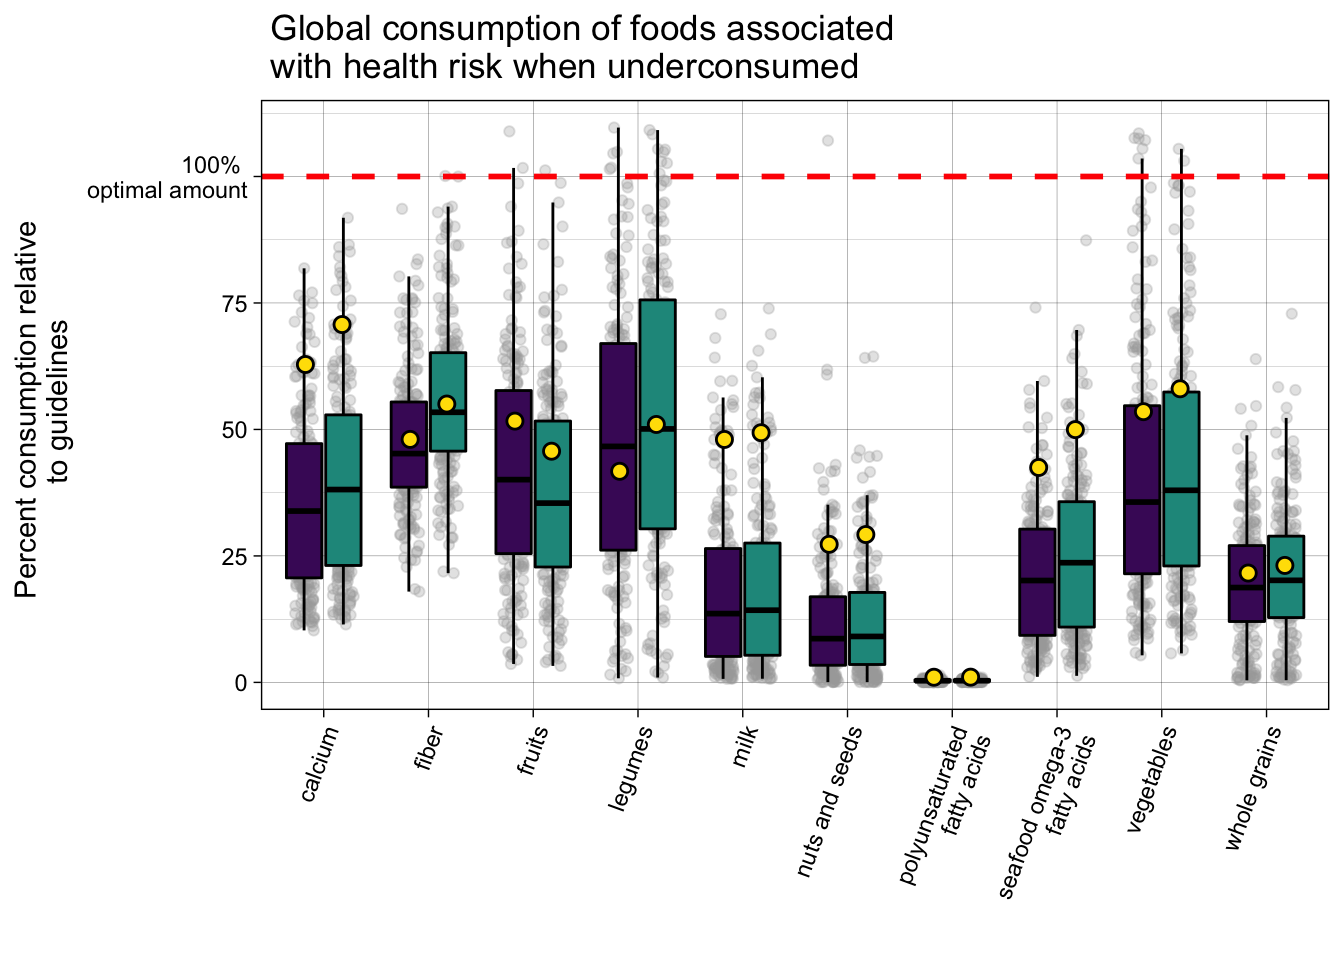 Global consumption of foods associated
with health risk when underconsumed
Percent consumption relative
to guidelines
100%
optimal amount
75
50
25
0
calcium
fiber
fruits
legumes
milk
nuts and seeds
polyunsaturated
fatty acids
seafood omega-3
fatty acids
vegetables
whole grains